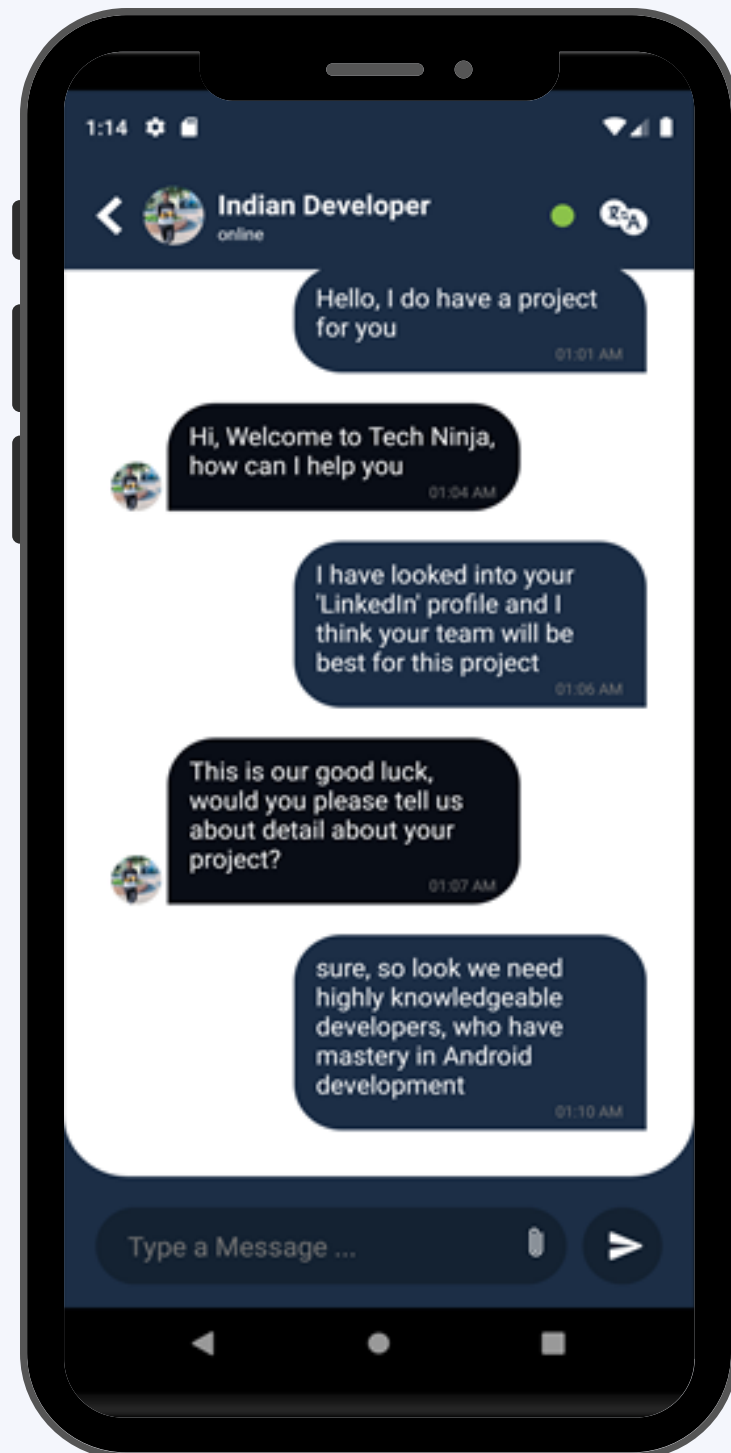 1:14
Indian Developer
online
Hello, I do have a project
for you
01:01 AM
Hi, Welcome to Tech Ninja,
how can I help you
01:04 AM
I have looked into your
'LinkedIn' profile and I
think your team will be
best for this project
01:06 AM
This is our good luck,
would you please tell us
about detail about your
project?
01:07 AM
sure, so look we need
highly knowledgeable
developers, who have
mastery in Android
development
01:10 AM
Type a Message ...